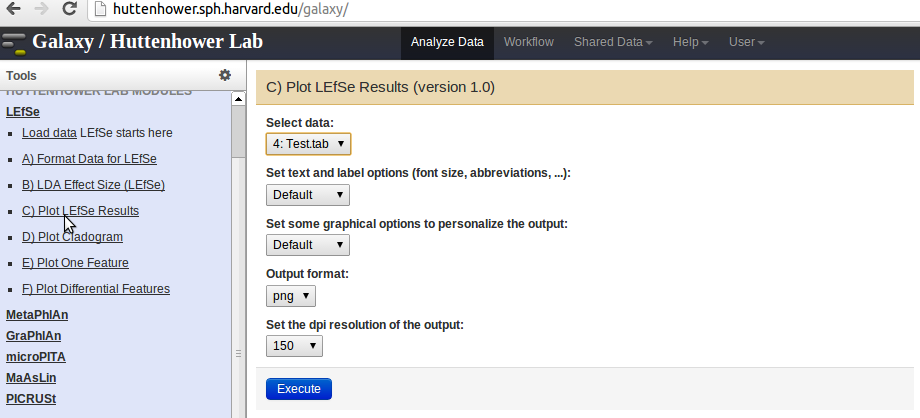 huttenhower.sph.harvard.edu/galaxy/
Galaxy / Huttenhower Lab
Analyze Data Workflow Shared Data Help User
Tools
HUTTENHOWER LAB MODULES
LEfSe
Load data LEfSe starts here
A) Format Data for LEfSe
B) LDA Effect Size (LEfSe)
C) Plot LEfSe Results
D) Plot Cladogram
E) Plot One Feature
F) Plot Differential Features
MetaPhlAn
GraPhlAn
microPITA
MaAsLin
PICRUSt
C) Plot LEfSe Results (version 1.0)
Select data:
4: Test.tab
Set text and label options (font size, abbreviations, ...):
Default
Set some graphical options to personalize the output:
Default
Output format:
png
Set the dpi resolution of the output:
150
Execute